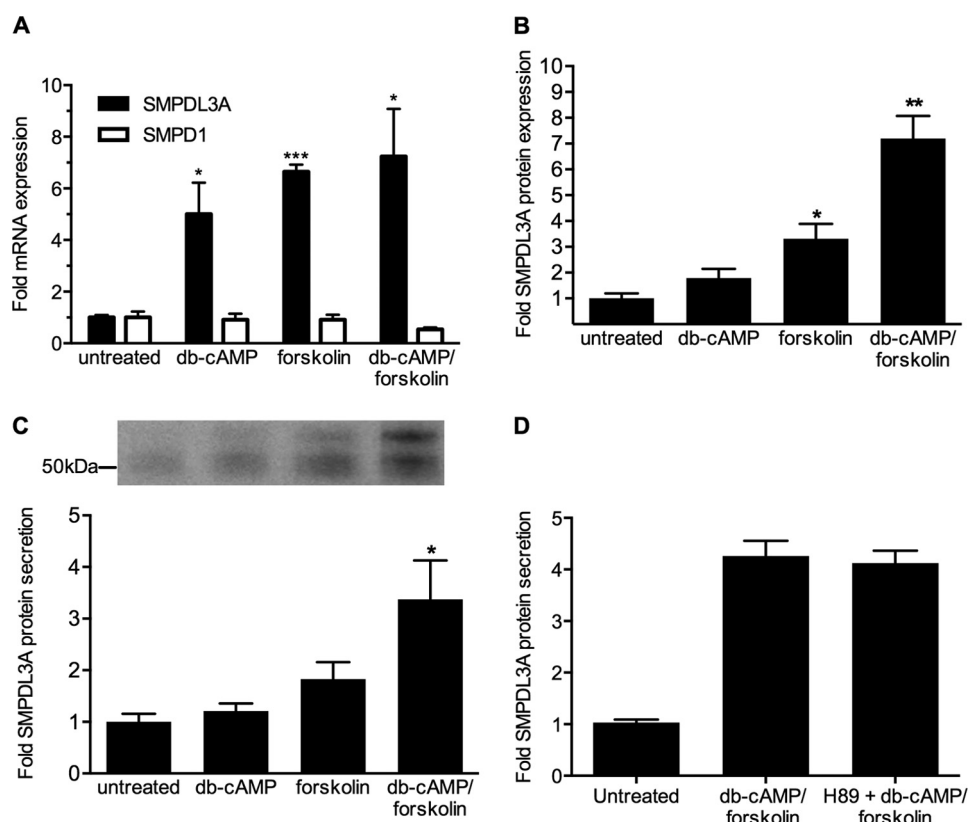 A
Fold mRNA expression
10
8
6
4
2
0
SMPDL3A
SMPD1
*
***
*
untreated
db-cAMP
forskolin
db-cAMP/
forskolin
B
Fold SMPDL3A protein expression
10
9
8
7
6
5
4
3
2
1
*
**
untreated
db-cAMP
forskolin
db-cAMP/
forskolin
C
50kDa
Fold SMPDL3A protein secretion
5
4
3
2
1
0
*
untreated
db-cAMP
forskolin
db-cAMP/
forskolin
D
Fold SMPDL3A protein secretion
5
4
2
1
0
Untreated
db-cAMP/
forskolin
H89 + db-cAMP/
forskolin